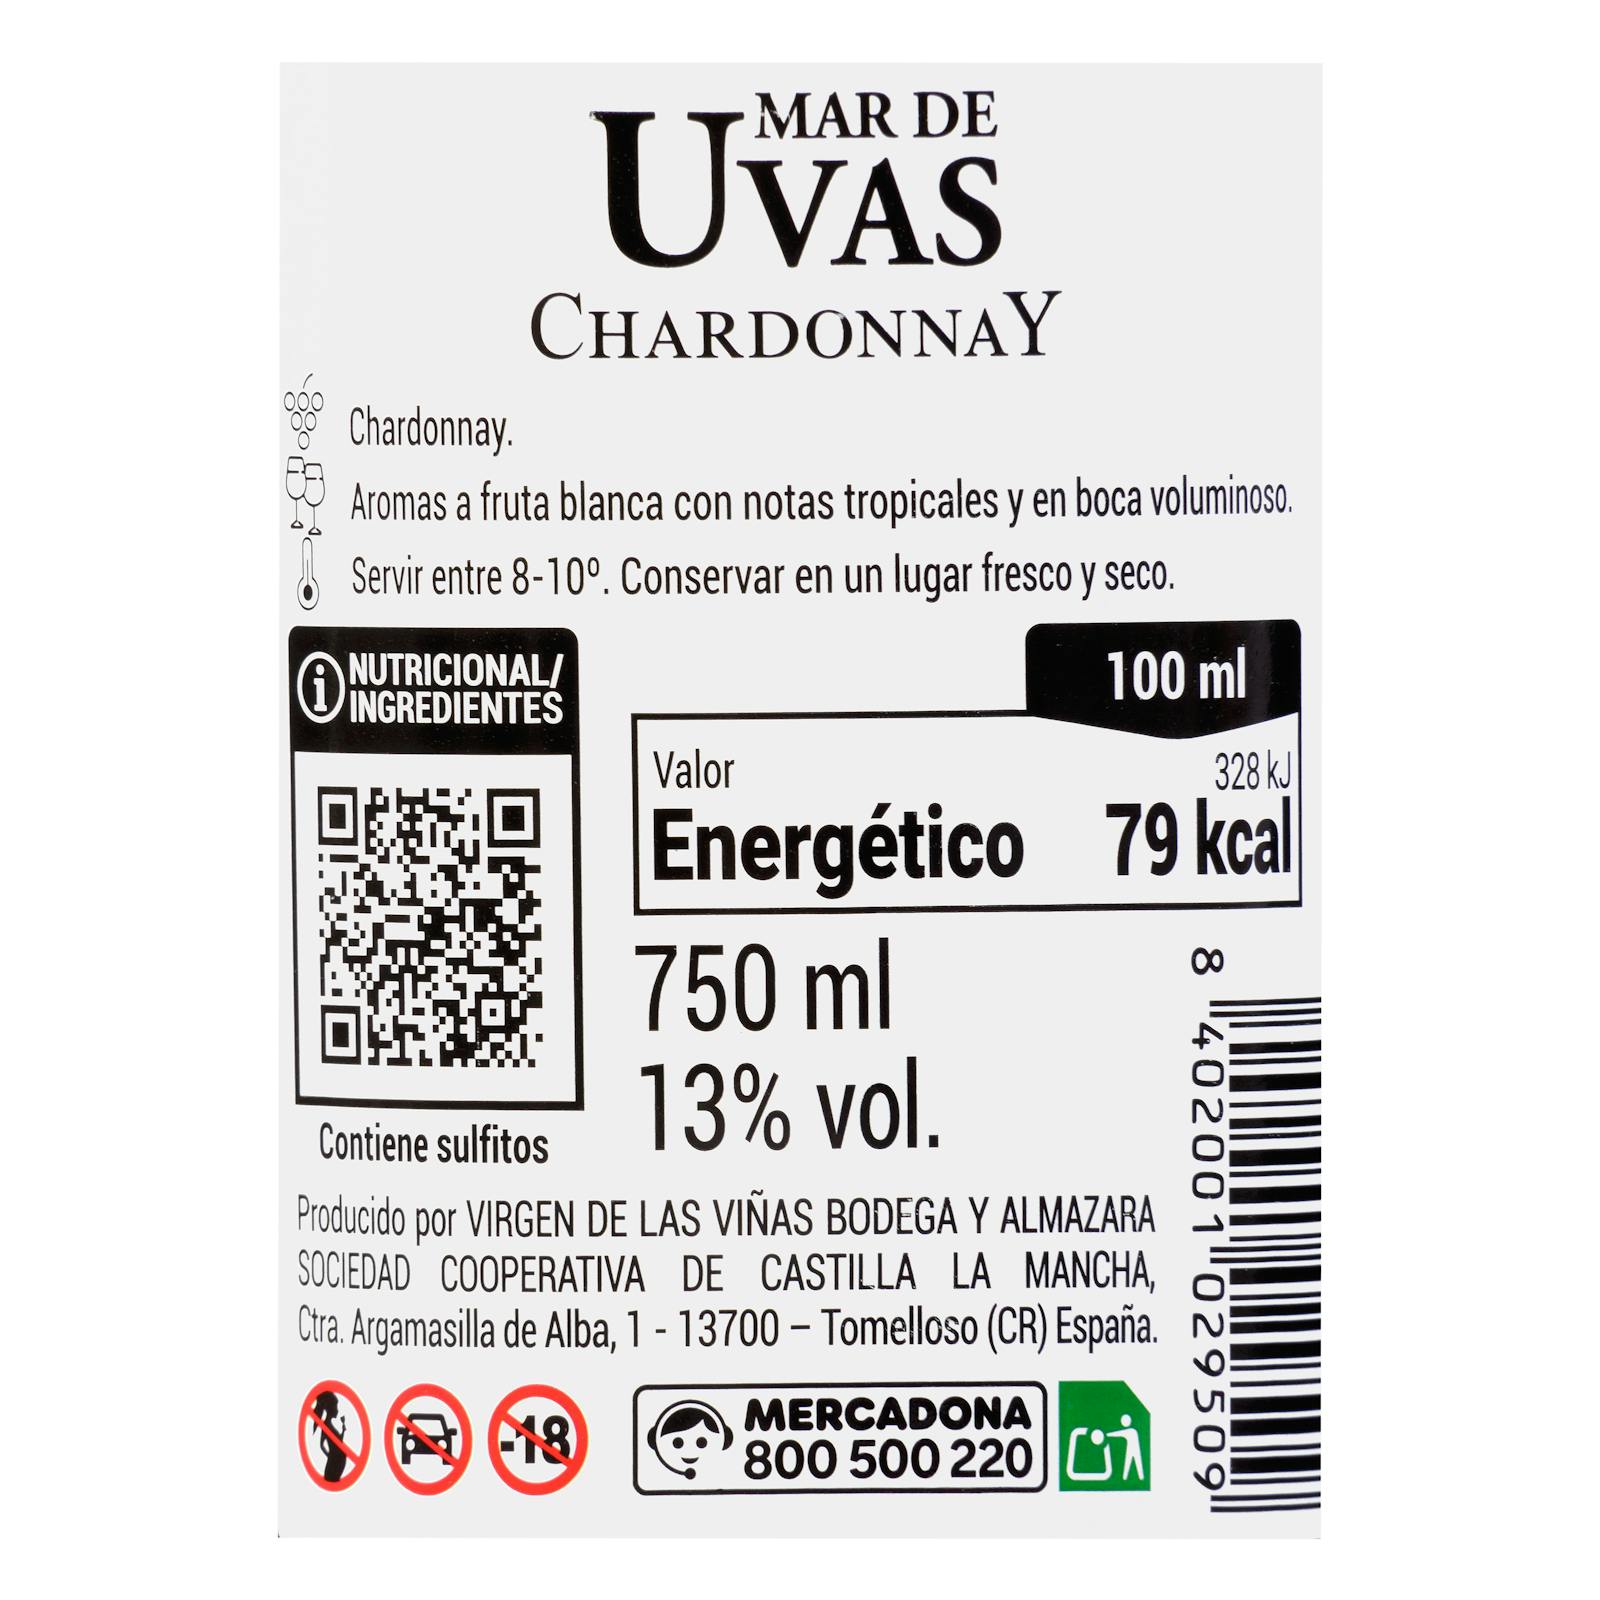 MAR DE
UVAS
CHARDONNAY
Chardonnay.
Aromas a fruta blanca con notas tropicales y en boca voluminoso.
Servir entre 8-10º. Conservar en un lugar fresco y seco.
i NUTRICIONAL/
INGREDIENTES
Contiene sulfitos
100 ml
Valor 328 kJ
Energético 79 kcal
750 ml
13% vol.
8 402001 029509
Producido por VIRGEN DE LAS VIÑAS BODEGA Y ALMAZARA
SOCIEDAD COOPERATIVA DE CASTILLA LA MANCHA,
Ctra. Argamasilla de Alba, 1 - 13700 – Tomelloso (CR) España.
-18
MERCADONA
800 500 220